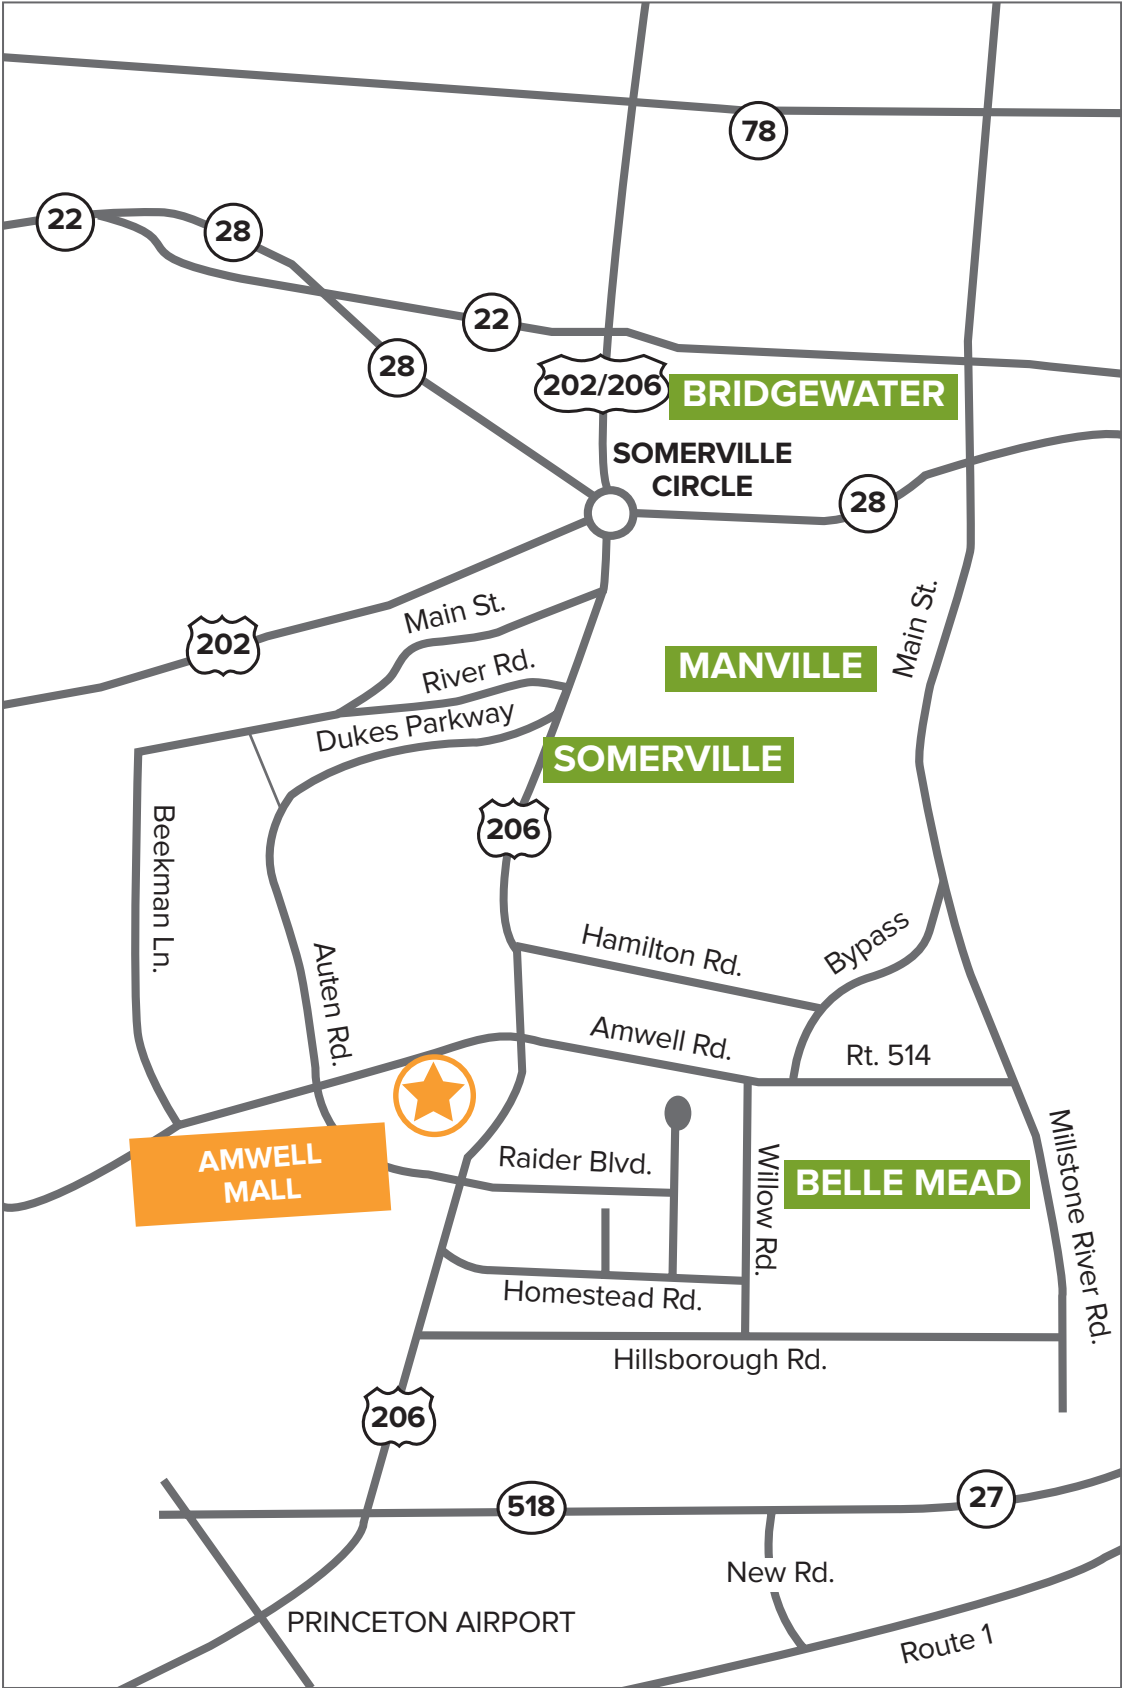 78
22
28
22
28
202/206
BRIDGEWATER
SOMERVILLE
CIRCLE
28
Main St.
202
Main St.
River Rd.
MANVILLE
Dukes Parkway
SOMERVILLE
206
Beekman Ln.
Hamilton Rd.
Bypass
Auten Rd.
Amwell Rd.
Rt. 514
AMWELL
MALL
Raider Blvd.
Willow Rd.
BELLE MEAD
Millstone River Rd.
Homestead Rd.
Hillsborough Rd.
206
518
27
New Rd.
PRINCETON AIRPORT
Route 1